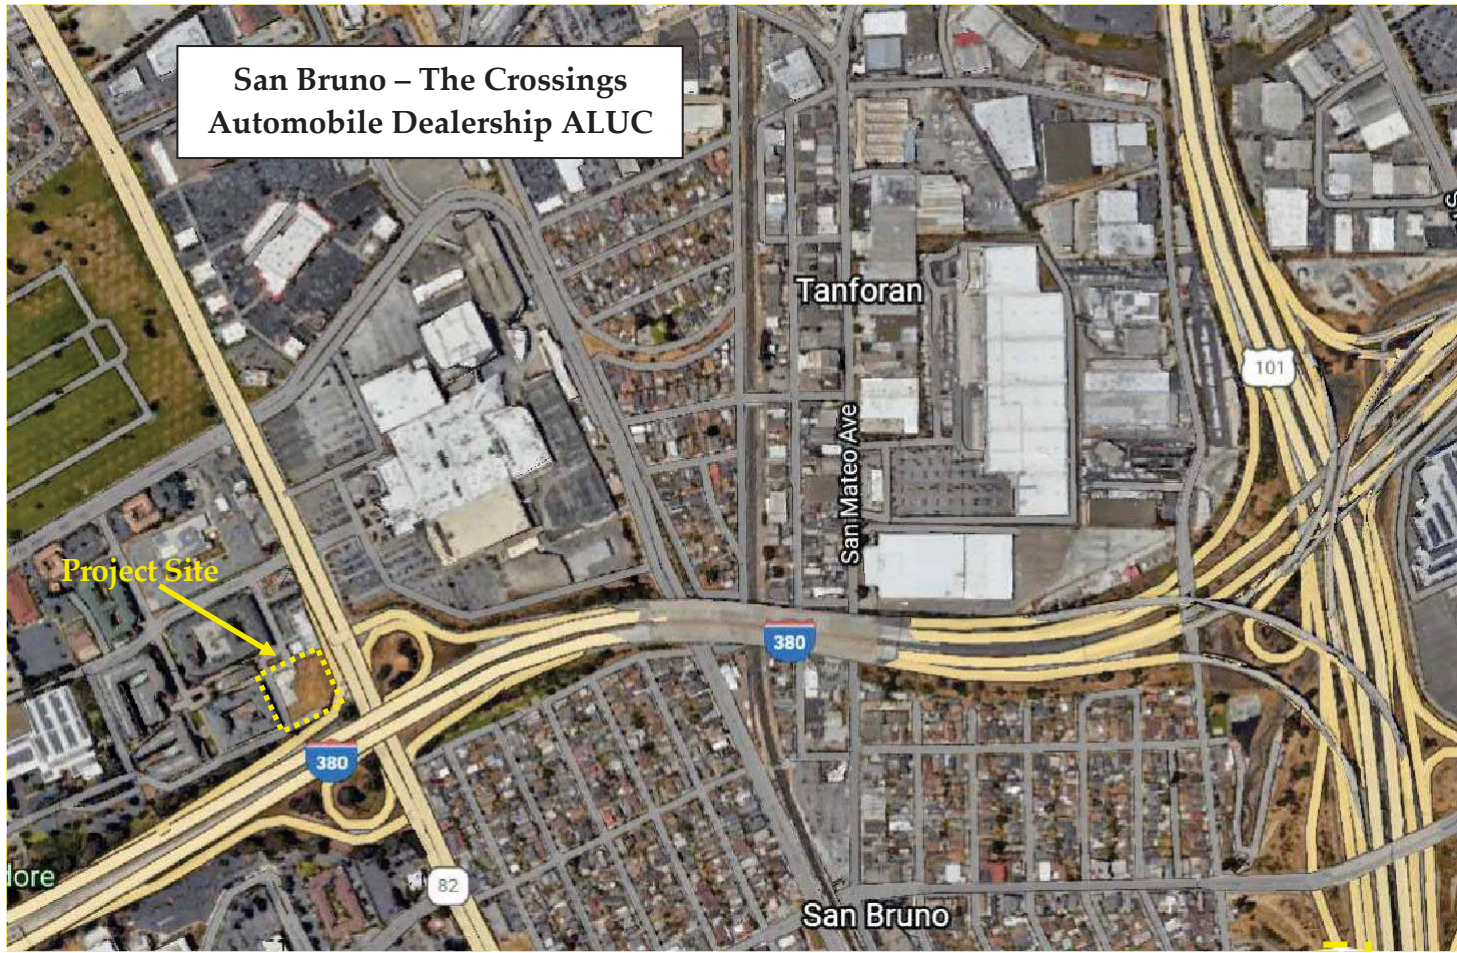 San Bruno – The Crossings
Automobile Dealership ALUC
Tanforan
101
San Mateo Ave
Project Site
380
380
82
San Bruno